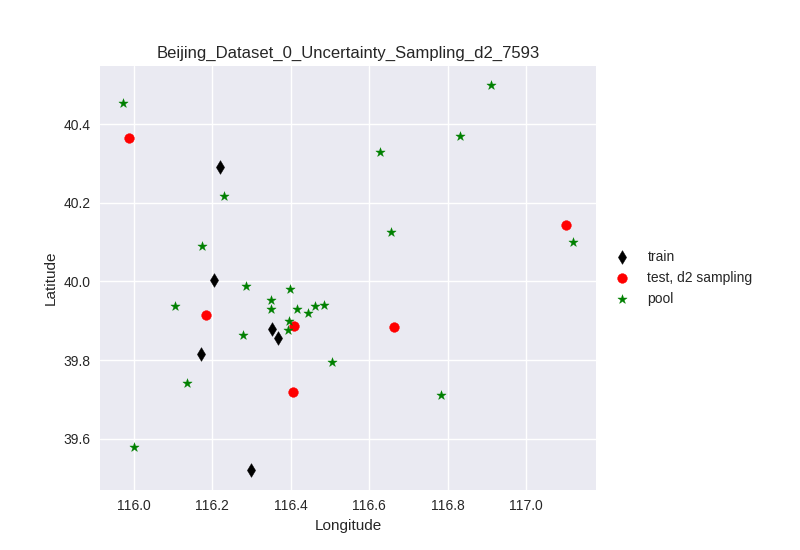 Beijing_Dataset_0_Uncertainty_Sampling_d2_7593
40.4
40.2
40.0
39.8
39.6
Latitude
116.0 116.2 116.4 116.6 116.8 117.0
Longitude
train
test, d2 sampling
pool